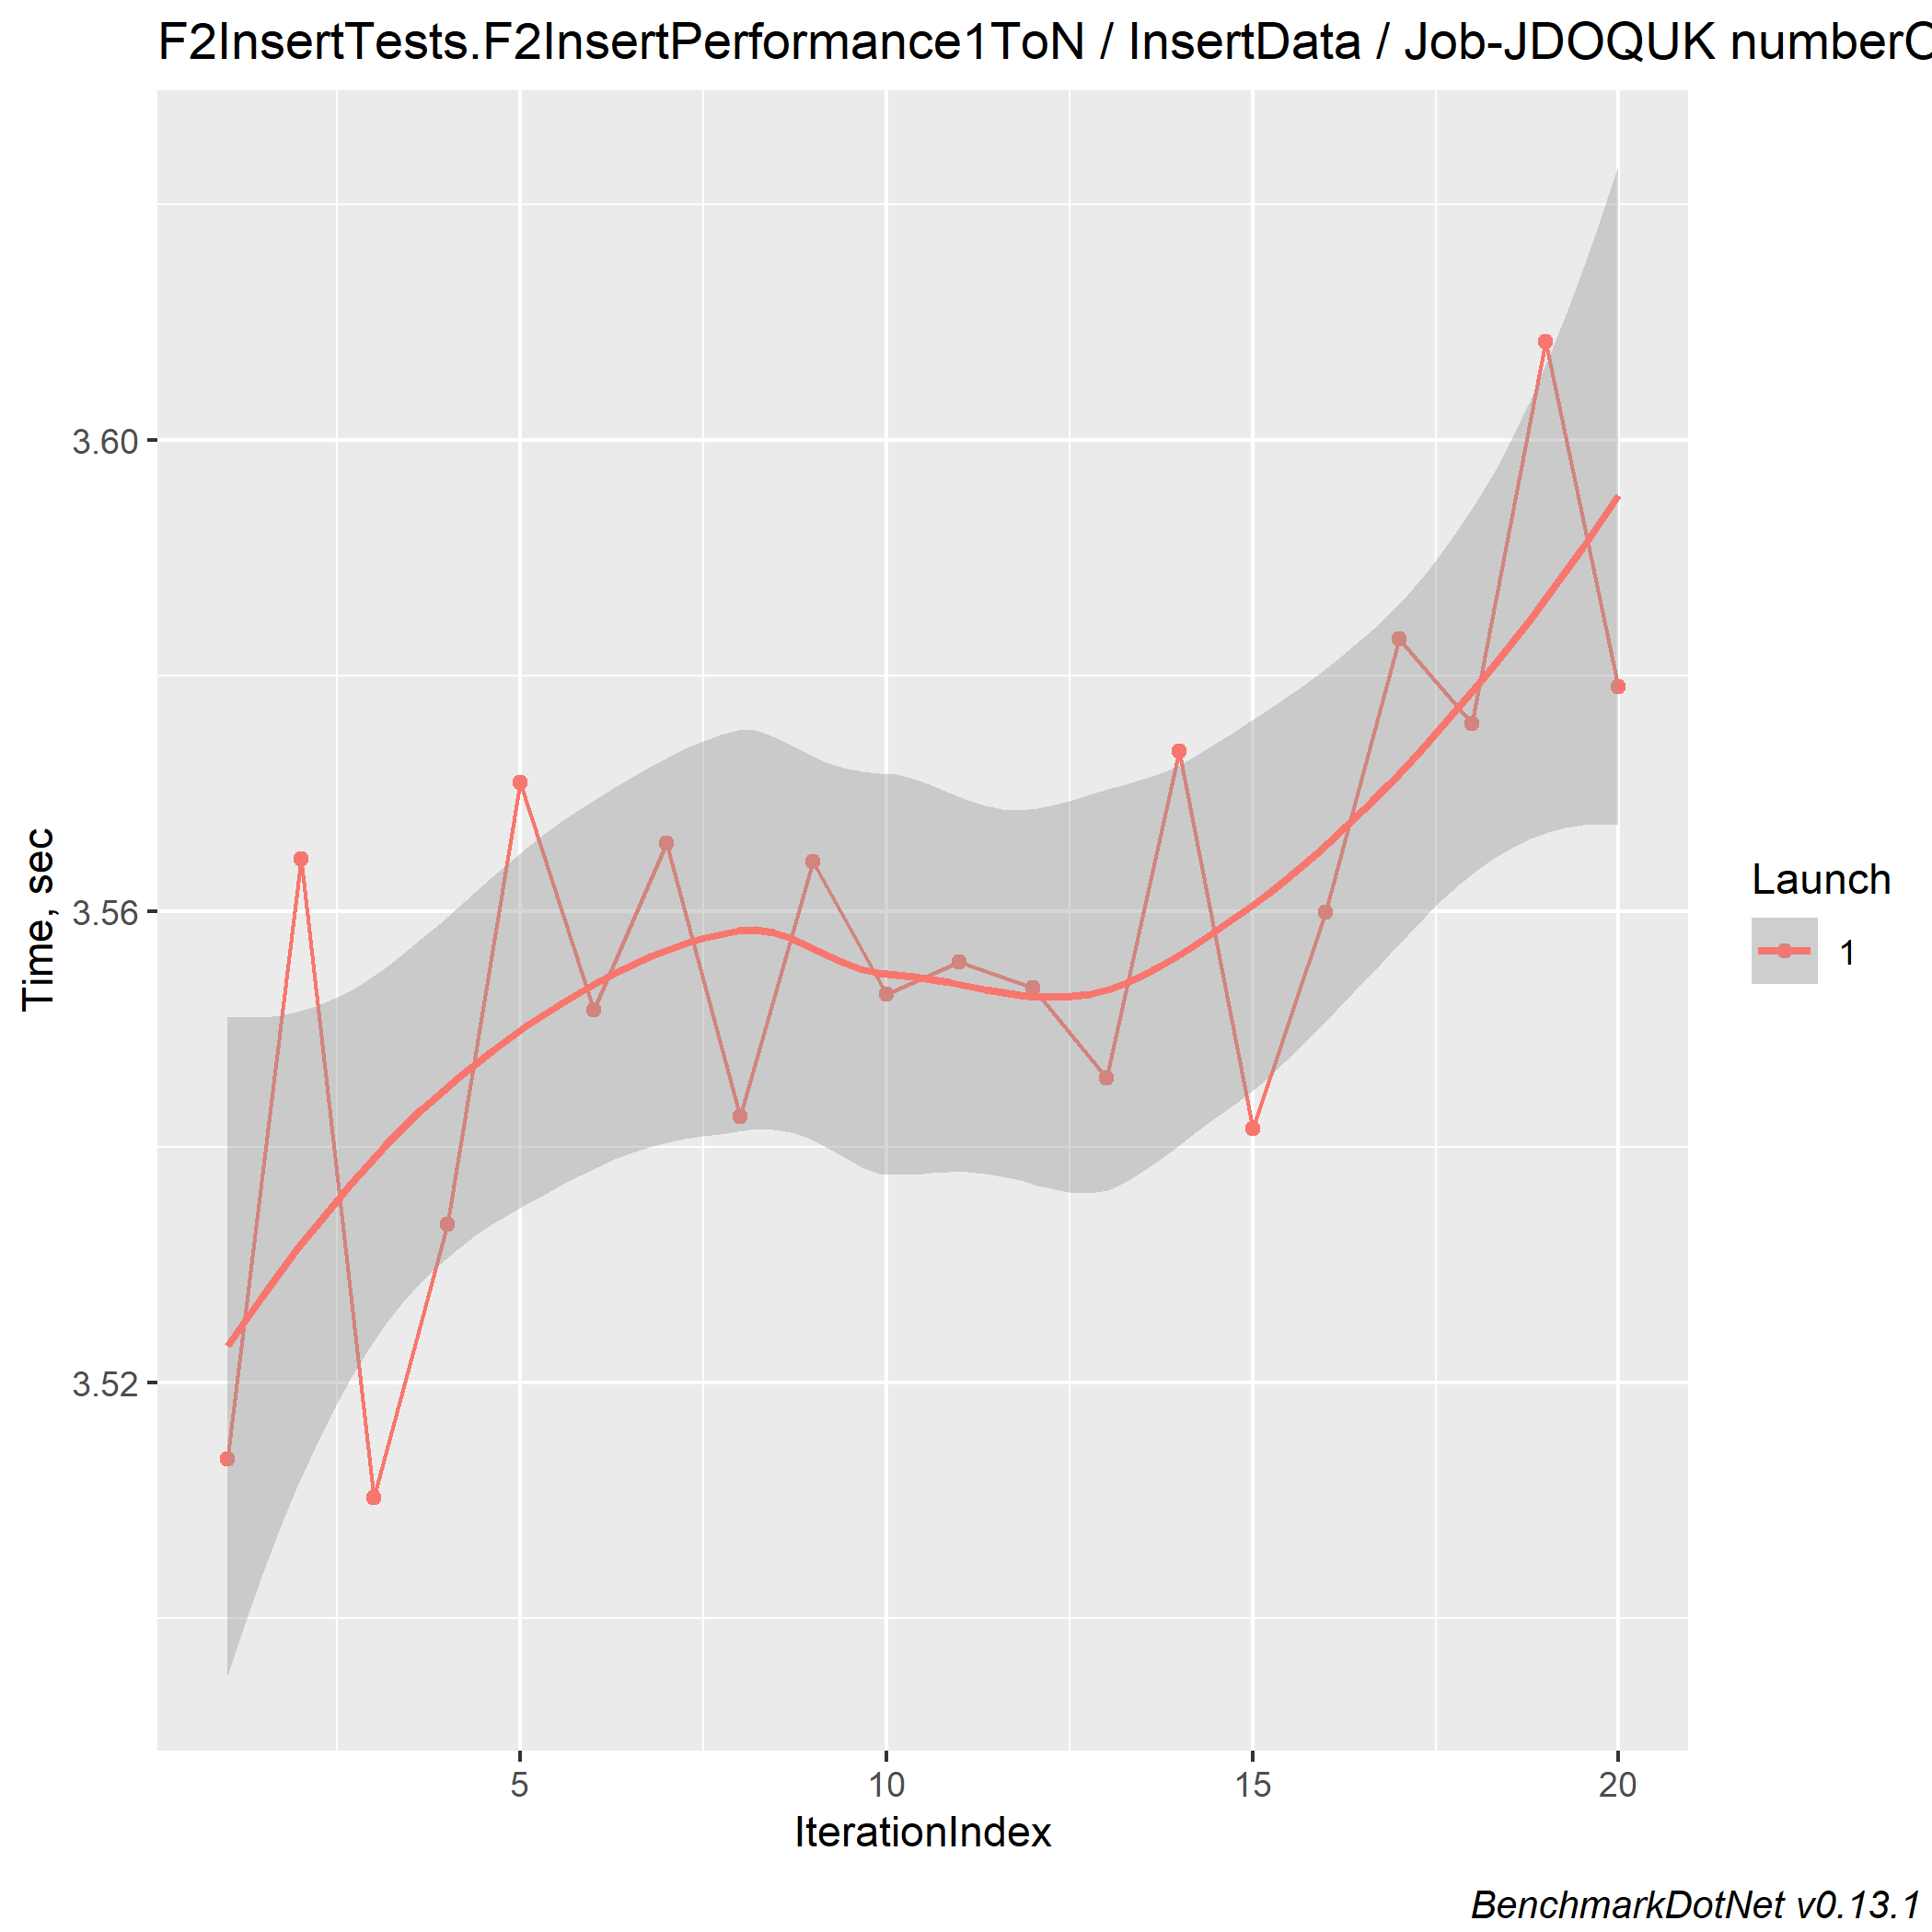 F2InsertTests.F2InsertPerformance1ToN / InsertData / Job-JDOQUK numberO
3.60
3.56
3.52
Time, sec
5
10
15
20
IterationIndex
Launch
1
BenchmarkDotNet v0.13.1